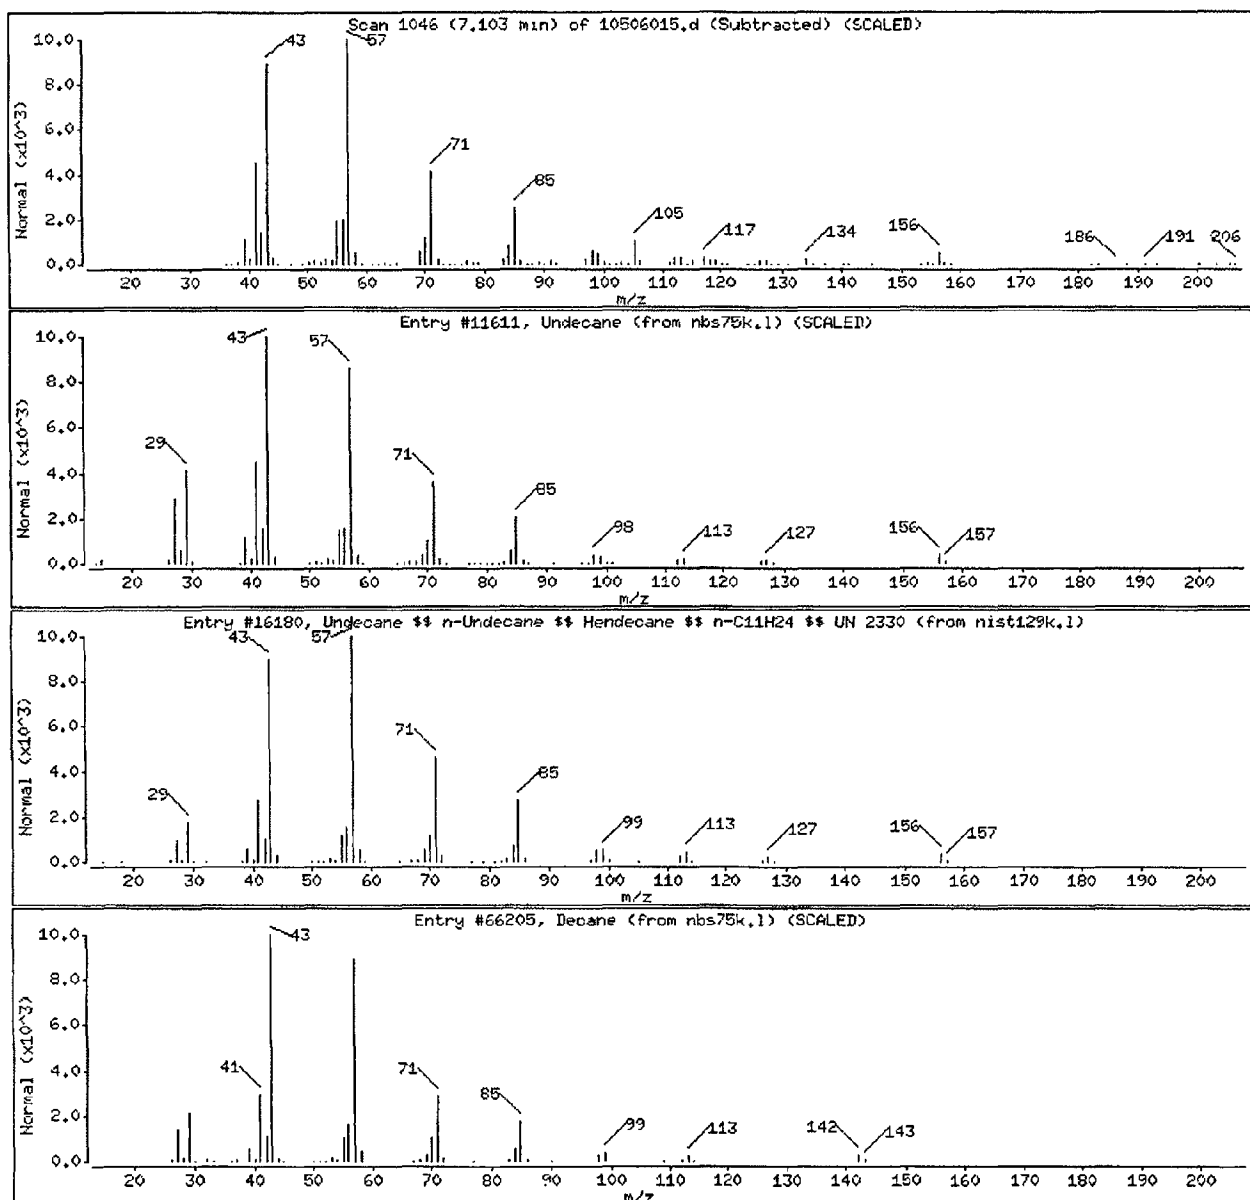 Scan 1046 (7.103 min) of 10506015.d (Subtracted) (SCALED)
Normal (x10^3)
10.0
8.0
6.0
4.0
2.0
0.0
43 57 71 85 105 117 134 156 186 191 206
20 30 40 50 60 70 80 90 100 110 120 130 140 150 160 170 180 190 200
m/z
Entry #11611, Undecane (from nbs75k.l) (SCALED)
Normal (x10^3)
10.0
8.0
6.0
4.0
2.0
0.0
29 43 57 71 85 98 113 127 156 157
20 30 40 50 60 70 80 90 100 110 120 130 140 150 160 170 180 190 200
m/z
Entry #16180, Undecane $$ n-Undecane $$ Hendecane $$ n-C11H24 $$ UN 2330 (from nist129k.l)
Normal (x10^3)
10.0
8.0
6.0
4.0
2.0
0.0
29 43 57 71 85 99 113 127 156 157
20 30 40 50 60 70 80 90 100 110 120 130 140 150 160 170 180 190 200
m/z
Entry #66205, Decane (from nbs75k.l) (SCALED)
Normal (x10^3)
10.0
8.0
6.0
4.0
2.0
0.0
41 43 71 85 99 113 142 143
20 30 40 50 60 70 80 90 100 110 120 130 140 150 160 170 180 190 200
m/z